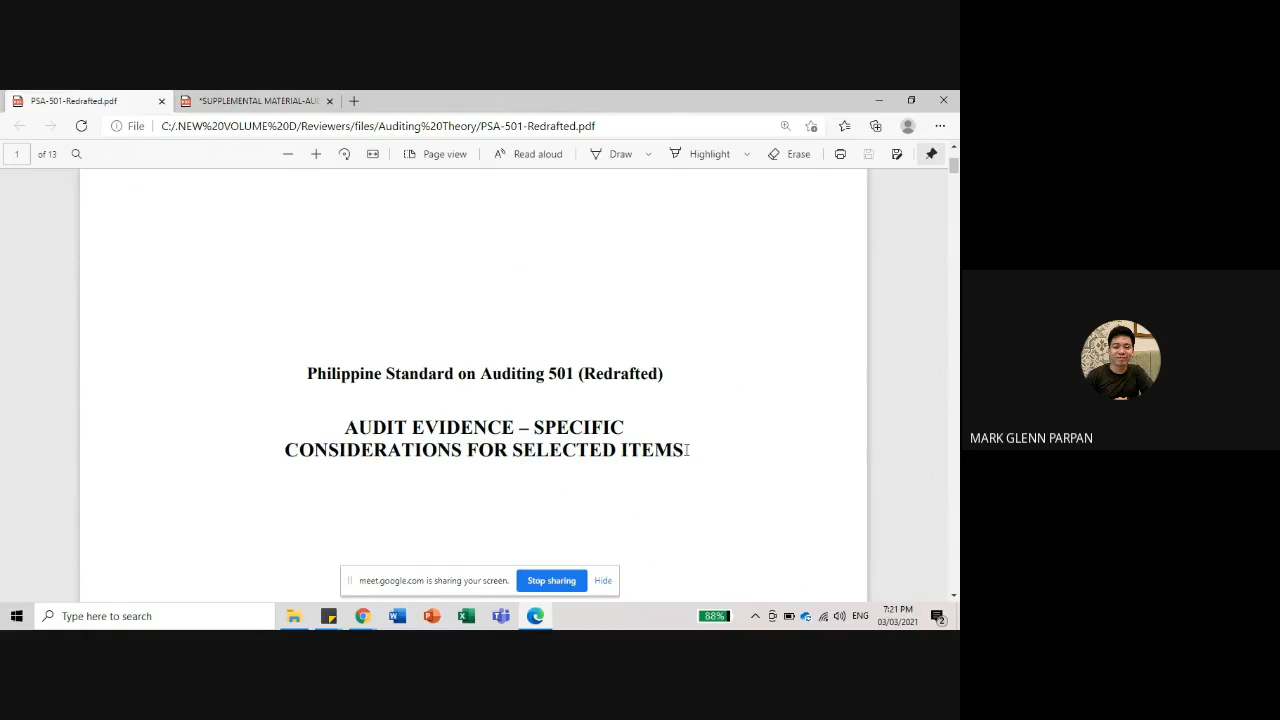 PSA-501-Redrafted.pdf
*SUPPLEMENTAL MATERIAL-AUD
File
C:/.NEW%20VOLUME%20D/Reviewers/files/Auditing%20Theory/PSA-501-Redrafted.pdf
1 of 13
Page view
Read aloud
Draw
Highlight
Erase
Philippine Standard on Auditing 501 (Redrafted)
AUDIT EVIDENCE – SPECIFIC
CONSIDERATIONS FOR SELECTED ITEMS
MARK GLENN PARPAN
meet.google.com is sharing your screen.
Stop sharing
Hide
Type here to search
88%
ENG
7:21 PM
03/03/2021
2